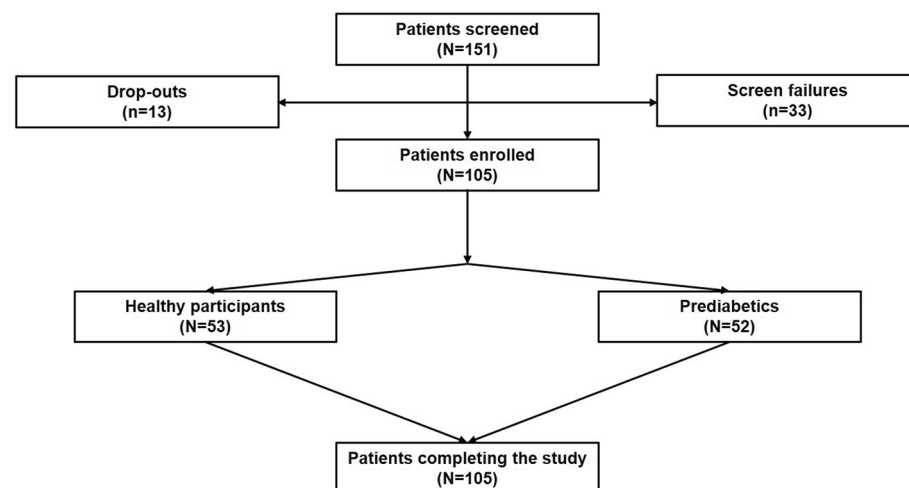 Patients screened
(N=151)
Drop-outs
(n=13)
Screen failures
(n=33)
Patients enrolled
(N=105)
Healthy participants
(N=53)
Prediabetics
(N=52)
Patients completing the study
(N=105)